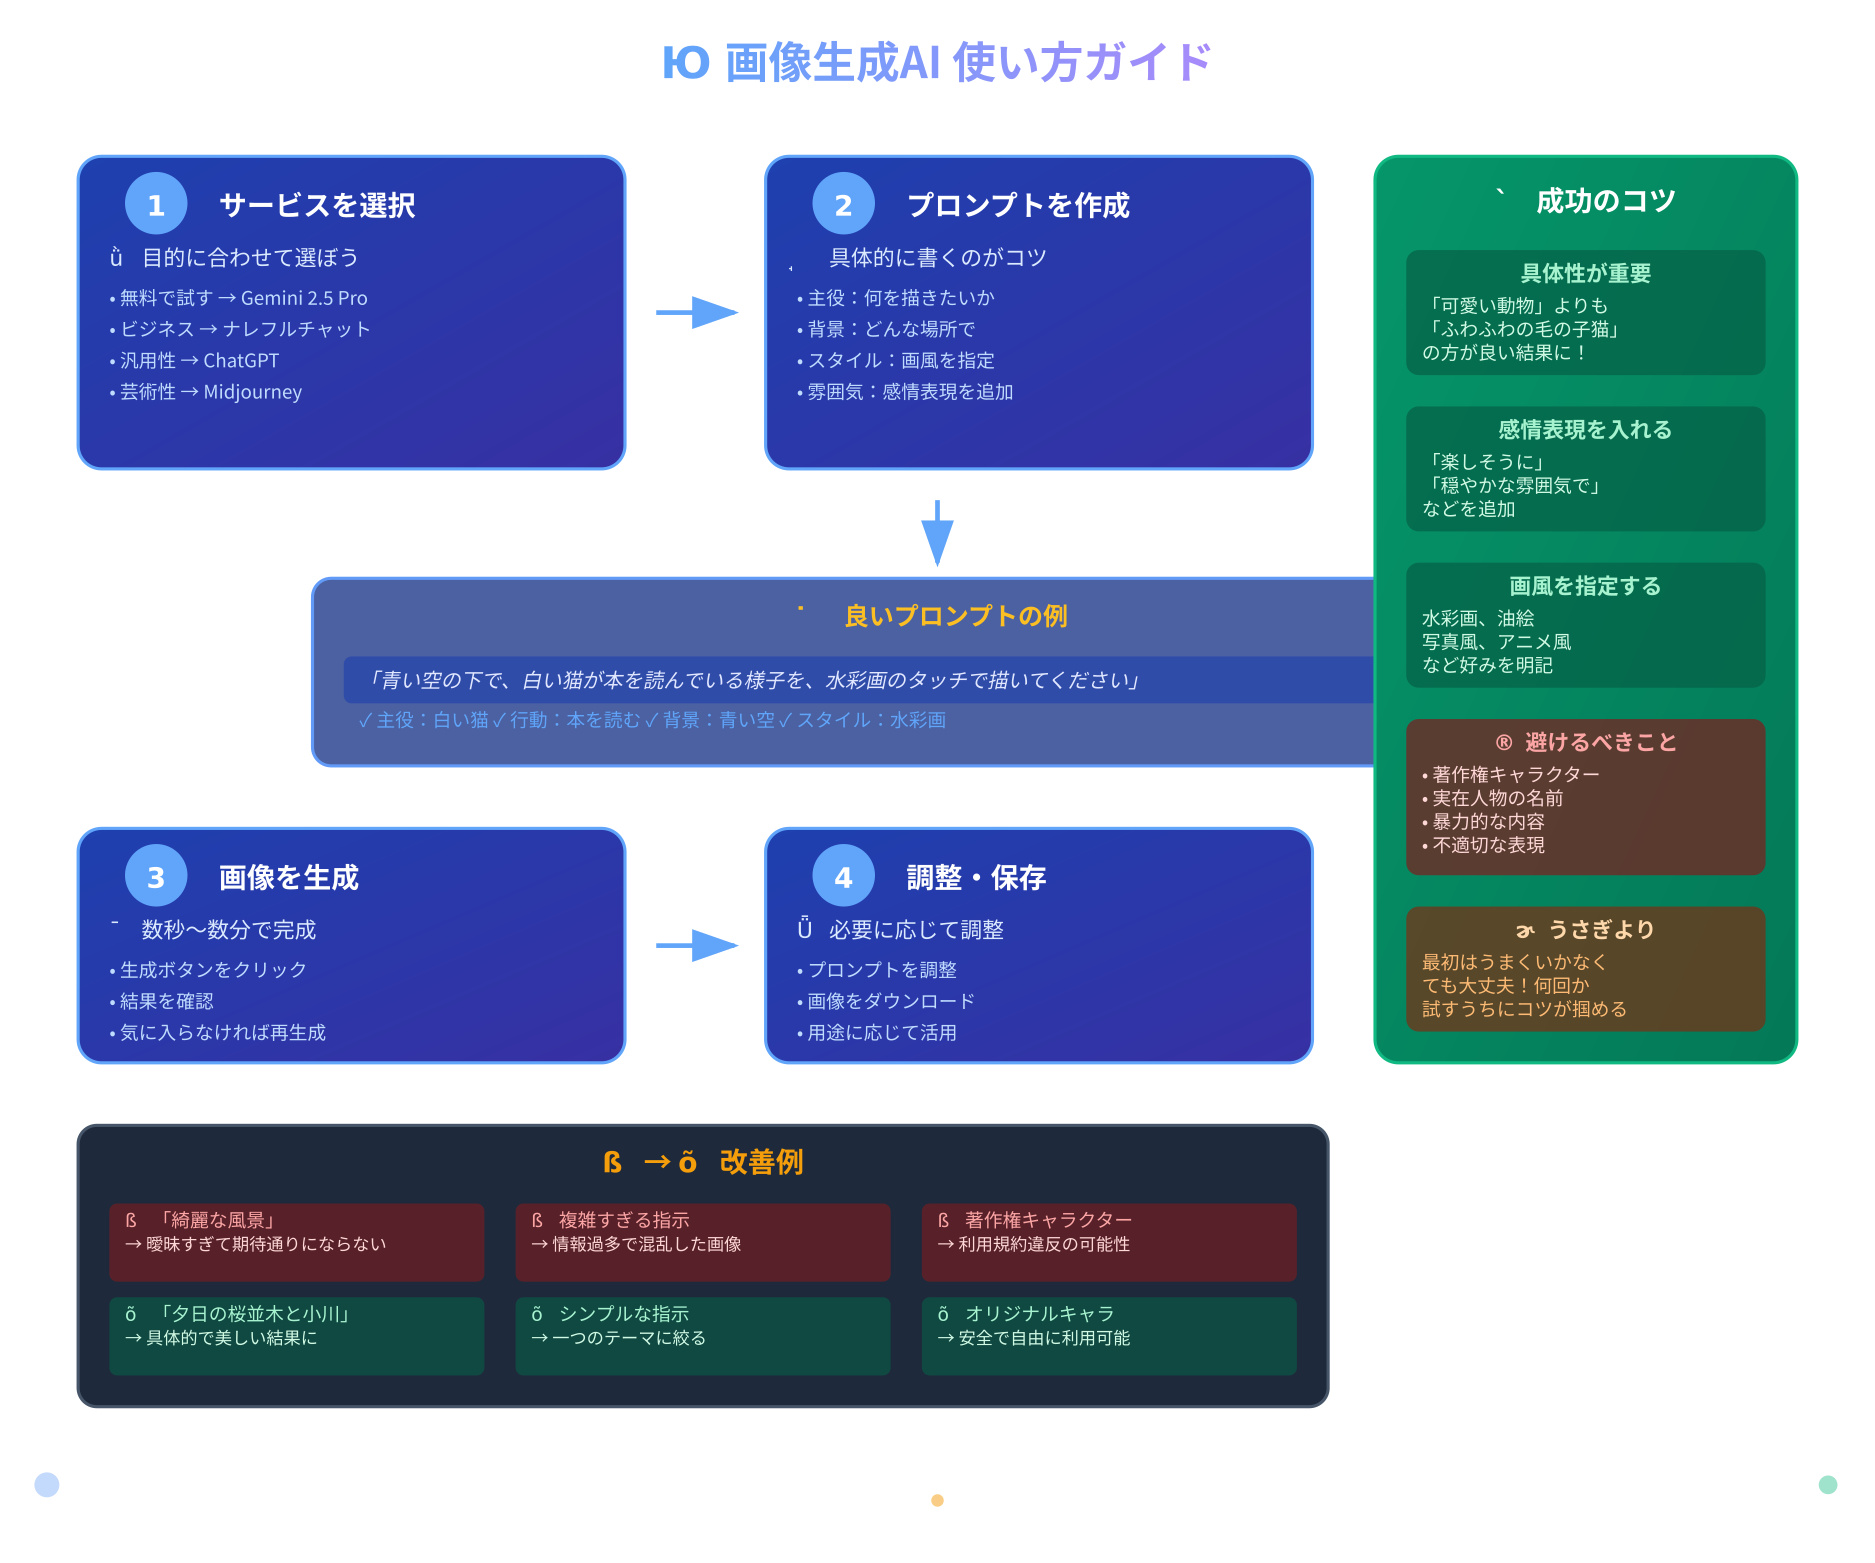 Ю 画像生成AI 使い方ガイド
1 サービスを選択
ǜ 目的に合わせて選ぼう
• 無料で試す → Gemini 2.5 Pro
• ビジネス → ナレフルチャット
• 汎用性 → ChatGPT
• 芸術性 → Midjourney
2 プロンプトを作成
具体的に書くのがコツ
• 主役：何を描きたいか
• 背景：どんな場所で
• スタイル：画風を指定
• 雰囲気：感情表現を追加
良いプロンプトの例
「青い空の下で、白い猫が本を読んでいる様子を、水彩画のタッチで描いてください」
✓ 主役：白い猫 ✓ 行動：本を読む ✓ 背景：青い空 ✓ スタイル：水彩画
3 画像を生成
¯ 数秒～数分で完成
• 生成ボタンをクリック
• 結果を確認
• 気に入らなければ再生成
4 調整・保存
Ǖ 必要に応じて調整
• プロンプトを調整
• 画像をダウンロード
• 用途に応じて活用
` 成功のコツ
具体性が重要
「可愛い動物」よりも
「ふわふわの毛の子猫」
の方が良い結果に！
感情表現を入れる
「楽しそうに」
「穏やかな雰囲気で」
などを追加
画風を指定する
水彩画、油絵
写真風、アニメ風
など好みを明記
® 避けるべきこと
• 著作権キャラクター
• 実在人物の名前
• 暴力的な内容
• 不適切な表現
うさぎより
最初はうまくいかなく
ても大丈夫！何回か
試すうちにコツが掴める
ß → õ 改善例
ß 「綺麗な風景」
→ 曖昧すぎて期待通りにならない
ß 複雑すぎる指示
→ 情報過多で混乱した画像
ß 著作権キャラクター
→ 利用規約違反の可能性
õ 「夕日の桜並木と小川」
→ 具体的で美しい結果に
õ シンプルな指示
→ 一つのテーマに絞る
õ オリジナルキャラ
→ 安全で自由に利用可能